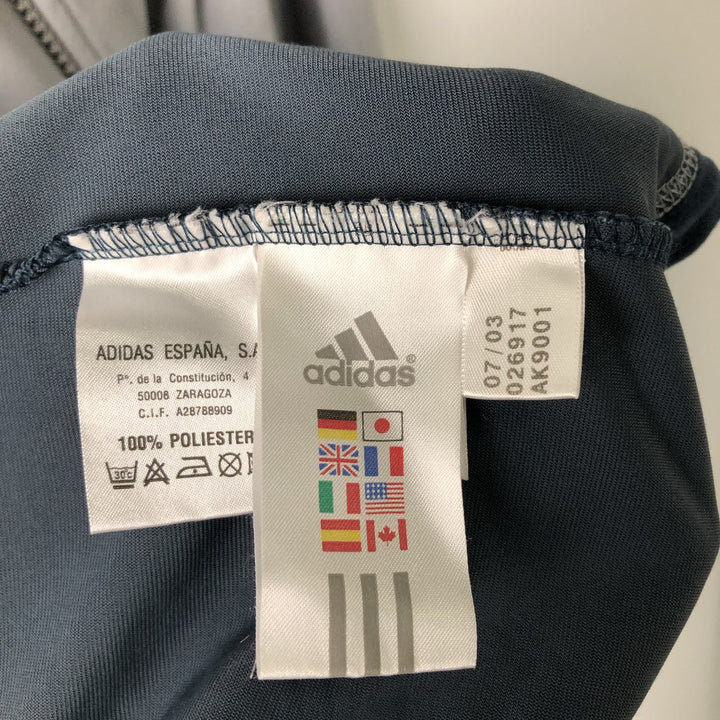 ADIDAS ESPAÑA, S.A
Pº. de la Constitución, 4
50008 ZARAGOZA
C.I.F. A28788909
100% POLIESTER
30°C
adidas®
07/03
026917
AK9001